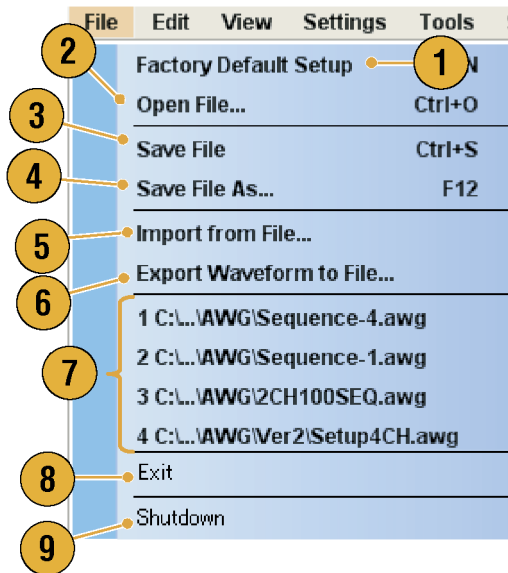 File Edit View Settings Tools
Factory Default Setup 1 N
2
Open File... Ctrl+O
3 Save File Ctrl+S
4 Save File As... F12
5 Import from File...
6 Export Waveform to File...
1 C:\...\AWG\Sequence-4.awg
2 C:\...\AWG\Sequence-1.awg
7
3 C:\...\AWG\2CH100SEQ.awg
4 C:\...\AWG\Ver2\Setup4CH.awg
8 Exit
9 Shutdown